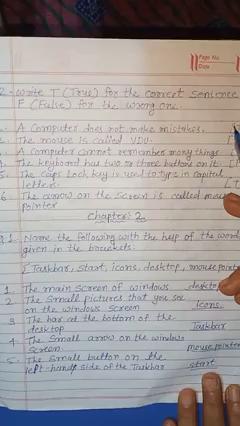 Page No.
Date
2- Write T (True) for the correct sentence
F (False) for the wrong one.
A Computer does not make mistakes.
2. The mouse is called VDU.
A Computer cannot remember many things
The keyboard has two or three buttons on it. [
5. The Caps Lock key is used to type in capital
letters. [T
6. The arrow on the Screen is called mouse
pointer
Chapter: 2
Q.1. Name the following with the help of the words
given in the brackets:
[Taskbar, start, icons, desktop, mouse pointer
1. The main screen of windows. desktop
2 The Small pictures that you see
on the windows screen Icons.
3 The bar at the bottom of the
desktop Taskbar
4. The Small arrow on the windows
Screen. mouse pointer
5. The Small button on the
left-hand side of the Taskbar start